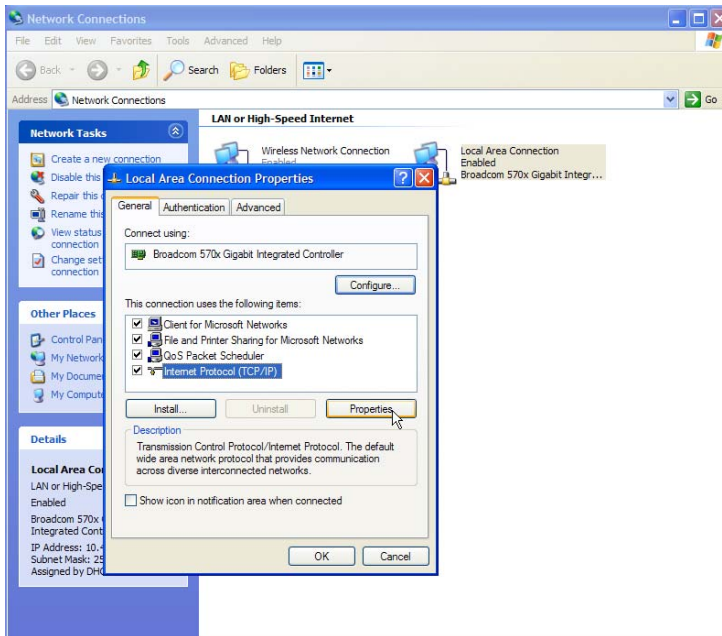 Network Connections
File Edit View Favorites Tools Advanced Help
Back Search Folders
Address Network Connections Go
Network Tasks
Create a new connection
Disable this
Repair this
Rename this
View status
connection
Change set
connection
Other Places
Control Pan
My Network
My Docume
My Compute
Details
Local Area Co
LAN or High-Spe
Enabled
Broadcom 570x
Integrated Cont
IP Address: 10.
Subnet Mask: 25
Assigned by DHC
LAN or High-Speed Internet
Wireless Network Connection
Enabled
Local Area Connection
Enabled
Broadcom 570x Gigabit Integr...
Local Area Connection Properties
General Authentication Advanced
Connect using:
Broadcom 570x Gigabit Integrated Controller
Configure...
This connection uses the following items:
Client for Microsoft Networks
File and Printer Sharing for Microsoft Networks
QoS Packet Scheduler
Internet Protocol (TCP/IP)
Install... Uninstall Properties
Description
Transmission Control Protocol/Internet Protocol. The default
wide area network protocol that provides communication
across diverse interconnected networks.
Show icon in notification area when connected
OK Cancel